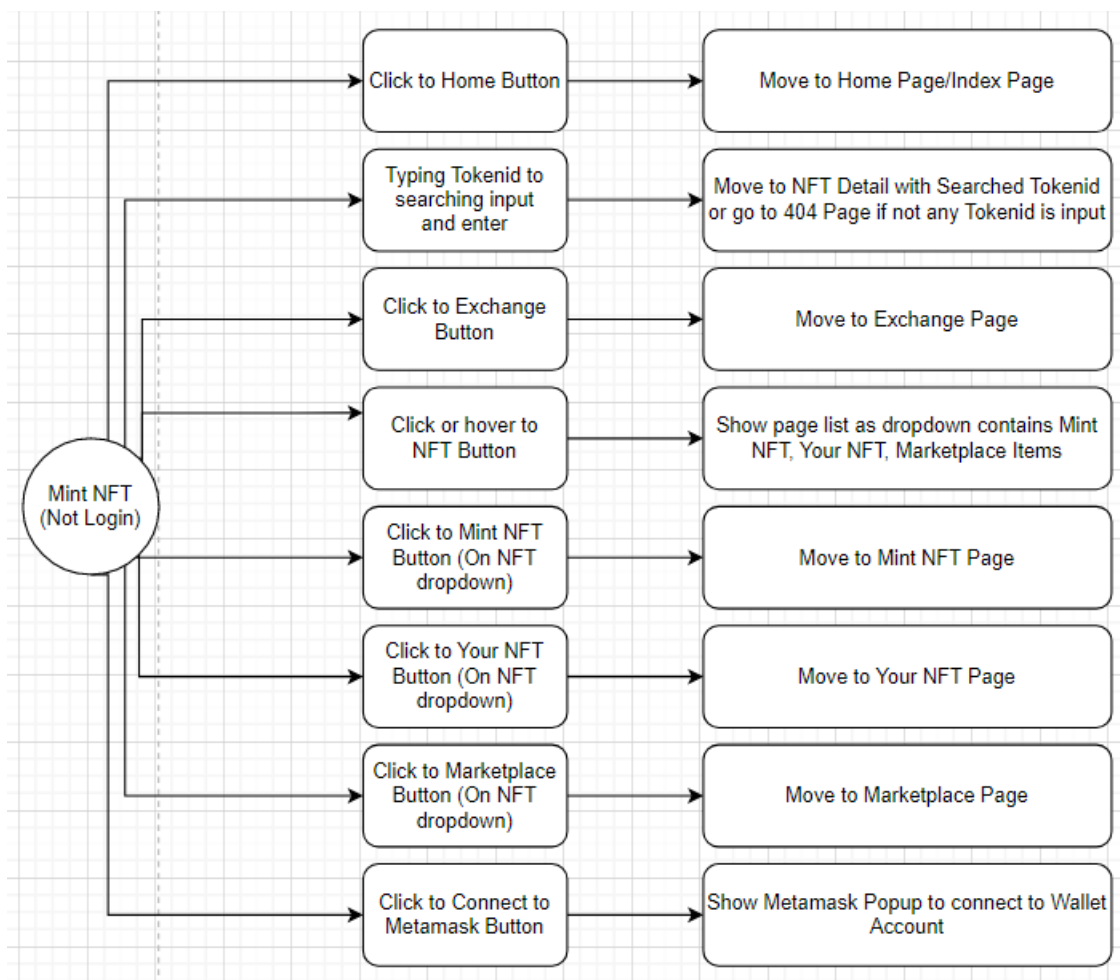 Click to Home Button
Move to Home Page/Index Page
Typing Tokenid to
searching input
and enter
Move to NFT Detail with Searched Tokenid
or go to 404 Page if not any Tokenid is input
Click to Exchange
Button
Move to Exchange Page
Click or hover to
NFT Button
Show page list as dropdown contains Mint
NFT, Your NFT, Marketplace Items
Mint NFT
(Not Login)
Click to Mint NFT
Button (On NFT
dropdown)
Move to Mint NFT Page
Click to Your NFT
Button (On NFT
dropdown)
Move to Your NFT Page
Click to Marketplace
Button (On NFT
dropdown)
Move to Marketplace Page
Click to Connect to
Metamask Button
Show Metamask Popup to connect to Wallet
Account